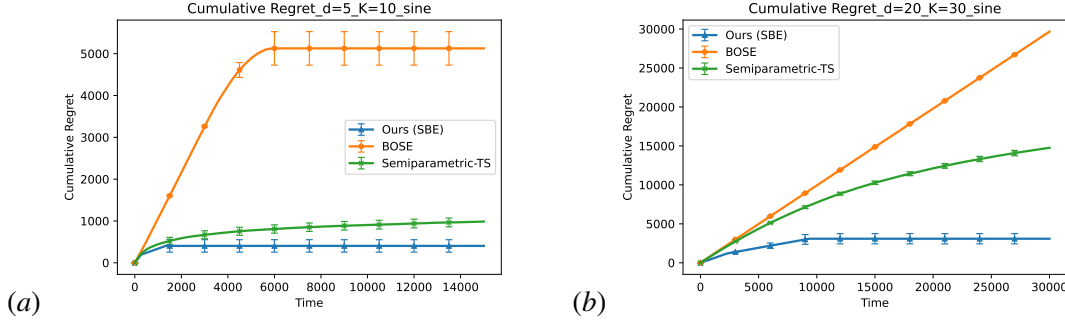 Cumulative Regret_d=5_K=10_sine
Cumulative Regret
5000
4000
3000
2000
1000
0
Ours (SBE)
BOSE
Semiparametric-TS
0 2000 4000 6000 8000 10000 12000 14000
Time
(a)
Cumulative Regret_d=20_K=30_sine
Cumulative Regret
30000
25000
20000
15000
10000
5000
0
Ours (SBE)
BOSE
Semiparametric-TS
0 5000 10000 15000 20000 25000 30000
Time
(b)